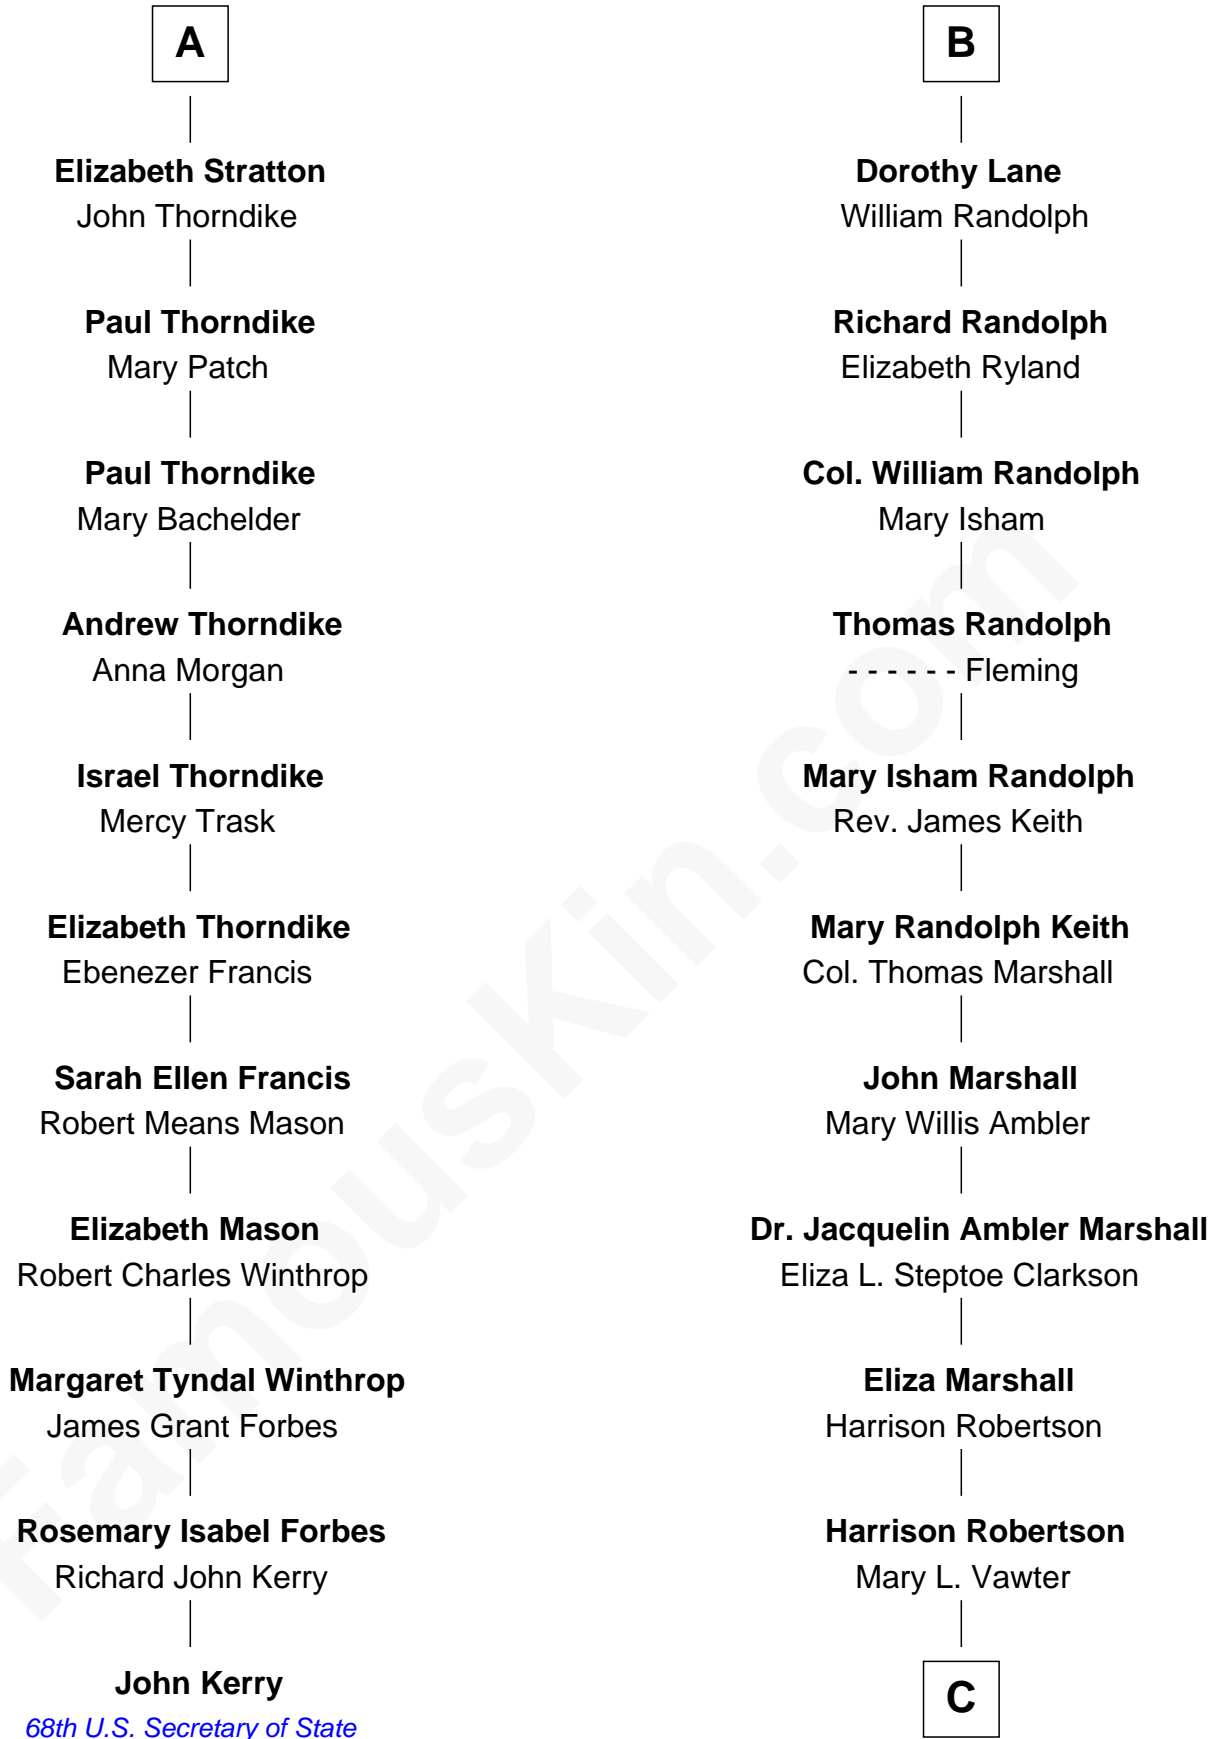 A
Elizabeth Stratton
John Thorndike
Paul Thorndike
Mary Patch
Paul Thorndike
Mary Bachelder
Andrew Thorndike
Anna Morgan
Israel Thorndike
Mercy Trask
Elizabeth Thorndike
Ebenezer Francis
Sarah Ellen Francis
Robert Means Mason
Elizabeth Mason
Robert Charles Winthrop
Margaret Tyndal Winthrop
James Grant Forbes
Rosemary Isabel Forbes
Richard John Kerry
John Kerry
68th U.S. Secretary of State
B
Dorothy Lane
William Randolph
Richard Randolph
Elizabeth Ryland
Col. William Randolph
Mary Isham
Thomas Randolph
- - - - - - Fleming
Mary Isham Randolph
Rev. James Keith
Mary Randolph Keith
Col. Thomas Marshall
John Marshall
Mary Willis Ambler
Dr. Jacquelin Ambler Marshall
Eliza L. Steptoe Clarkson
Eliza Marshall
Harrison Robertson
Harrison Robertson
Mary L. Vawter
C
FamousKin.com